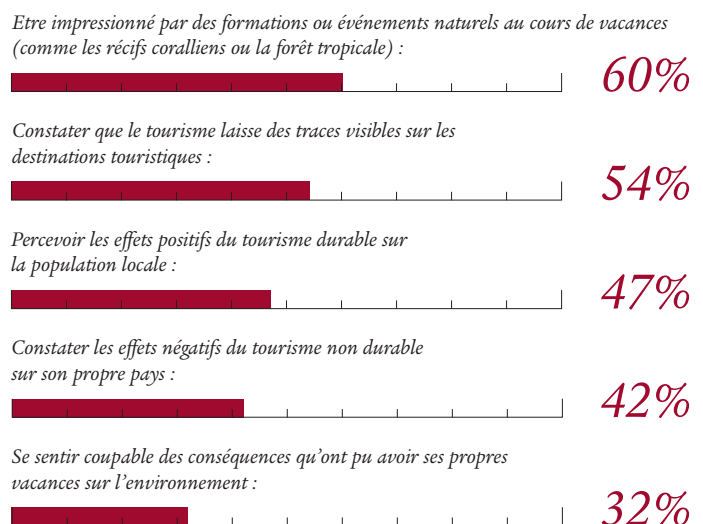 Etre impressionné par des formations ou événements naturels au cours de vacances
(comme les récifs coralliens ou la forêt tropicale) :
60%
Constater que le tourisme laisse des traces visibles sur les
destinations touristiques :
54%
Percevoir les effets positifs du tourisme durable sur
la population locale :
47%
Constater les effets négatifs du tourisme non durable
sur son propre pays :
42%
Se sentir coupable des conséquences qu’ont pu avoir ses propres
vacances sur l’environnement :
32%